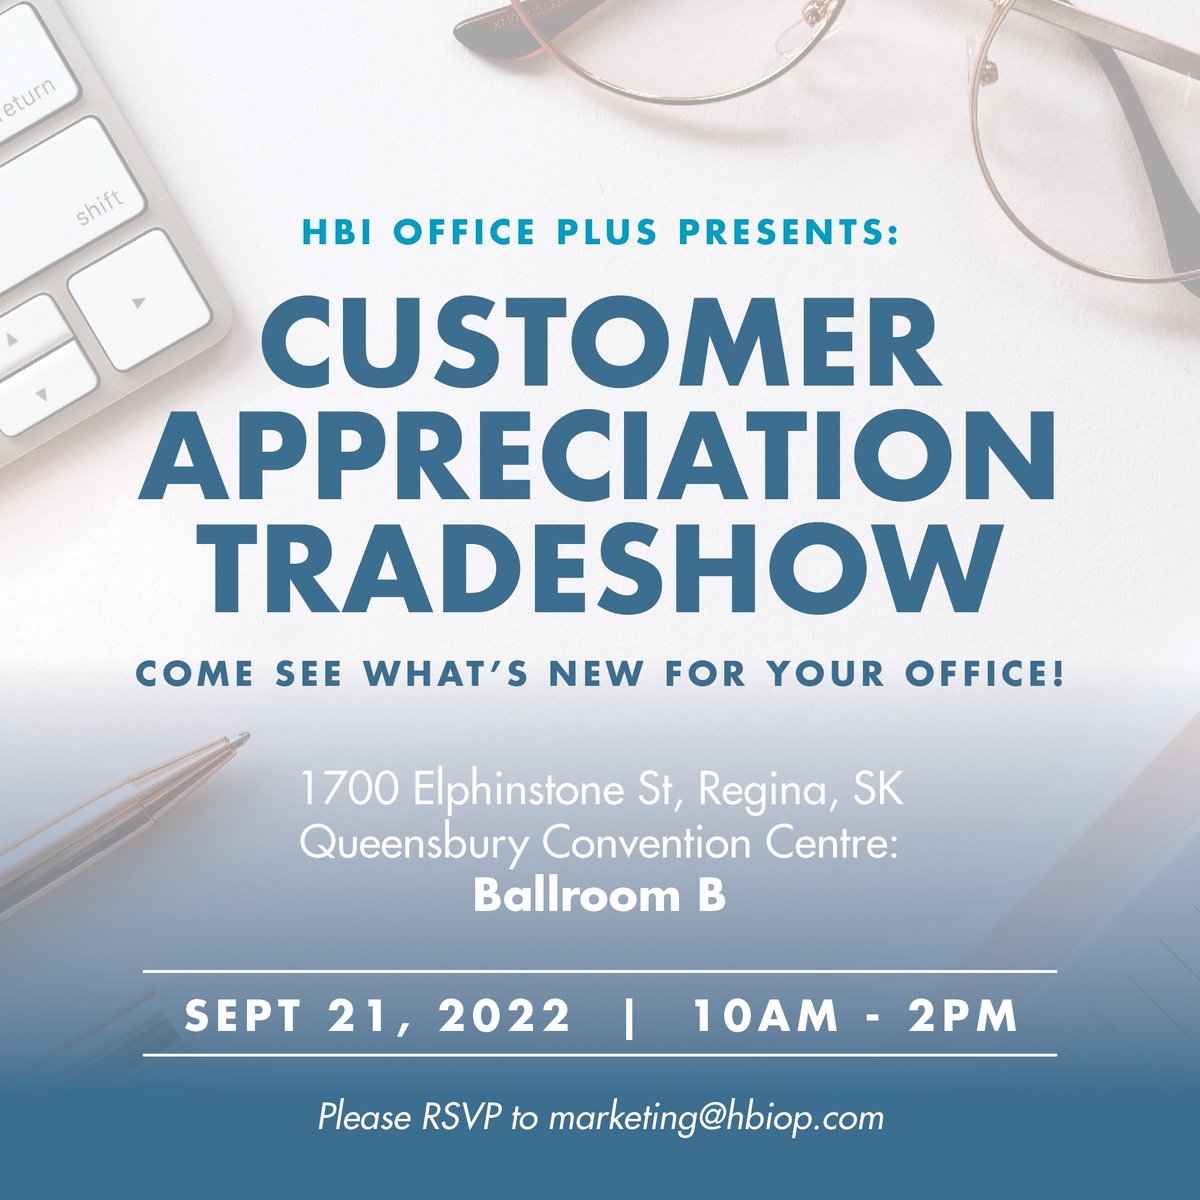 return
shift
HBI OFFICE PLUS PRESENTS:
CUSTOMER
APPRECIATION
TRADESHOW
COME SEE WHAT'S NEW FOR YOUR OFFICE!
1700 Elphinstone St, Regina, SK
Queensbury Convention Centre:
Ballroom B
SEPT 21, 2022 | 10AM - 2PM
Please RSVP to marketing@hbiop.com